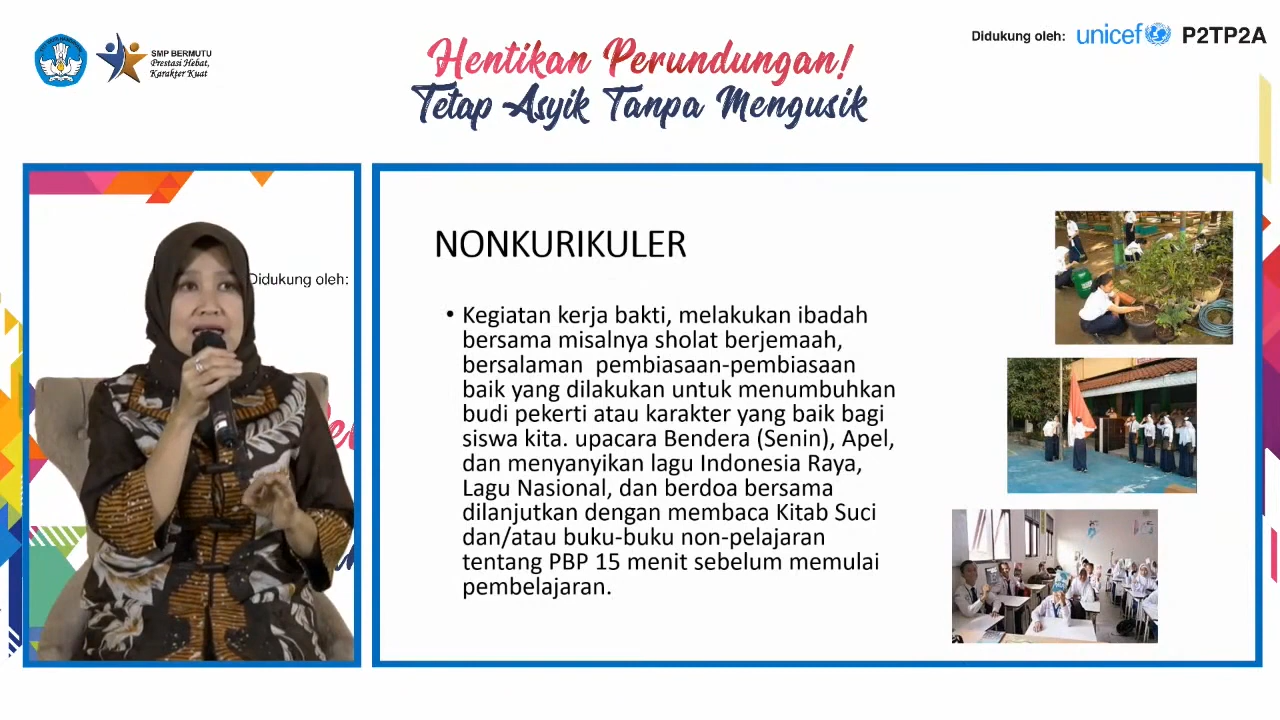 SMP BERMUTU
Prestasi Hebat,
Karakter Kuat
Hentikan Perundungan!
Tetap Asyik Tanpa Mengusik
Didukung oleh: unicef P2TP2A
Didukung oleh:
NONKURIKULER
• Kegiatan kerja bakti, melakukan ibadah
bersama misalnya sholat berjemaah,
bersalaman pembiasaan-pembiasaan
baik yang dilakukan untuk menumbuhkan
budi pekerti atau karakter yang baik bagi
siswa kita. upacara Bendera (Senin), Apel,
dan menyanyikan lagu Indonesia Raya,
Lagu Nasional, dan berdoa bersama
dilanjutkan dengan membaca Kitab Suci
dan/atau buku-buku non-pelajaran
tentang PBP 15 menit sebelum memulai
pembelajaran.